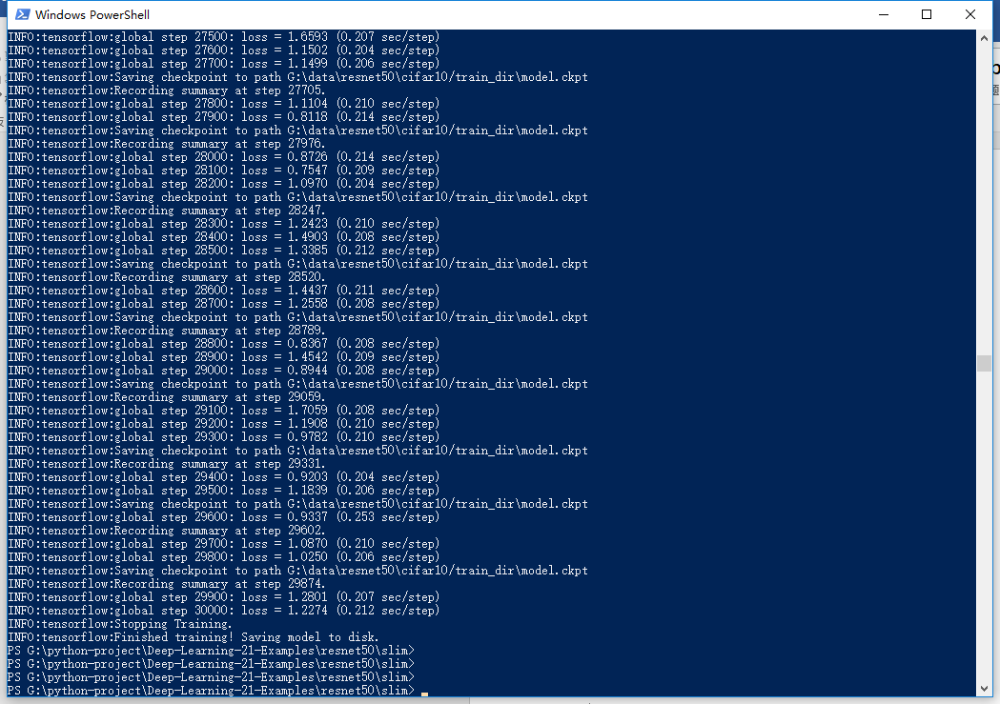 Windows PowerShell
INFO:tensorflow:global step 27500: loss = 1.6593 (0.207 sec/step)
INFO:tensorflow:global step 27600: loss = 1.1502 (0.204 sec/step)
INFO:tensorflow:global step 27700: loss = 1.1499 (0.206 sec/step)
INFO:tensorflow:Saving checkpoint to path G:\data\resnet50\cifar10/train_dir\model.ckpt
INFO:tensorflow:Recording summary at step 27705.
INFO:tensorflow:global step 27800: loss = 1.1104 (0.210 sec/step)
INFO:tensorflow:global step 27900: loss = 0.8118 (0.214 sec/step)
INFO:tensorflow:Saving checkpoint to path G:\data\resnet50\cifar10/train_dir\model.ckpt
INFO:tensorflow:Recording summary at step 27976.
INFO:tensorflow:global step 28000: loss = 0.8726 (0.214 sec/step)
INFO:tensorflow:global step 28100: loss = 0.7547 (0.209 sec/step)
INFO:tensorflow:global step 28200: loss = 1.0970 (0.204 sec/step)
INFO:tensorflow:Saving checkpoint to path G:\data\resnet50\cifar10/train_dir\model.ckpt
INFO:tensorflow:Recording summary at step 28247.
INFO:tensorflow:global step 28300: loss = 1.2423 (0.210 sec/step)
INFO:tensorflow:global step 28400: loss = 1.4903 (0.208 sec/step)
INFO:tensorflow:global step 28500: loss = 1.3385 (0.212 sec/step)
INFO:tensorflow:Saving checkpoint to path G:\data\resnet50\cifar10/train_dir\model.ckpt
INFO:tensorflow:Recording summary at step 28520.
INFO:tensorflow:global step 28600: loss = 1.4437 (0.211 sec/step)
INFO:tensorflow:global step 28700: loss = 1.2558 (0.208 sec/step)
INFO:tensorflow:Saving checkpoint to path G:\data\resnet50\cifar10/train_dir\model.ckpt
INFO:tensorflow:Recording summary at step 28789.
INFO:tensorflow:global step 28800: loss = 0.8367 (0.208 sec/step)
INFO:tensorflow:global step 28900: loss = 1.4542 (0.209 sec/step)
INFO:tensorflow:global step 29000: loss = 0.8944 (0.208 sec/step)
INFO:tensorflow:Saving checkpoint to path G:\data\resnet50\cifar10/train_dir\model.ckpt
INFO:tensorflow:Recording summary at step 29059.
INFO:tensorflow:global step 29100: loss = 1.7059 (0.208 sec/step)
INFO:tensorflow:global step 29200: loss = 1.1908 (0.210 sec/step)
INFO:tensorflow:global step 29300: loss = 0.9782 (0.210 sec/step)
INFO:tensorflow:Saving checkpoint to path G:\data\resnet50\cifar10/train_dir\model.ckpt
INFO:tensorflow:Recording summary at step 29331.
INFO:tensorflow:global step 29400: loss = 0.9203 (0.204 sec/step)
INFO:tensorflow:global step 29500: loss = 1.1839 (0.206 sec/step)
INFO:tensorflow:Saving checkpoint to path G:\data\resnet50\cifar10/train_dir\model.ckpt
INFO:tensorflow:global step 29600: loss = 0.9337 (0.253 sec/step)
INFO:tensorflow:Recording summary at step 29602.
INFO:tensorflow:global step 29700: loss = 1.0870 (0.210 sec/step)
INFO:tensorflow:global step 29800: loss = 1.0250 (0.206 sec/step)
INFO:tensorflow:Saving checkpoint to path G:\data\resnet50\cifar10/train_dir\model.ckpt
INFO:tensorflow:Recording summary at step 29874.
INFO:tensorflow:global step 29900: loss = 1.2801 (0.207 sec/step)
INFO:tensorflow:global step 30000: loss = 1.2274 (0.212 sec/step)
INFO:tensorflow:Stopping Training.
INFO:tensorflow:Finished training! Saving model to disk.
PS G:\python-project\Deep-Learning-21-Examples\resnet50\slim>
PS G:\python-project\Deep-Learning-21-Examples\resnet50\slim>
PS G:\python-project\Deep-Learning-21-Examples\resnet50\slim>
PS G:\python-project\Deep-Learning-21-Examples\resnet50\slim>